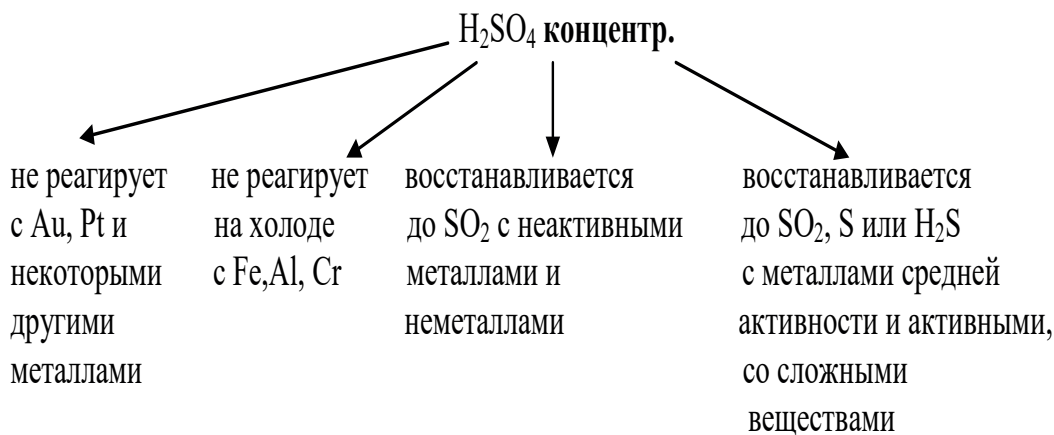 H₂SO₄ концентр.
не реагирует
с Au, Pt и
некоторыми
другими
металлами
не реагирует
на холоде
с Fe,Al, Cr
восстанавливается
до SO₂ с неактивными
металлами и
неметаллами
восстанавливается
до SO₂, S или H₂S
с металлами средней
активности и активными,
со сложными
веществами